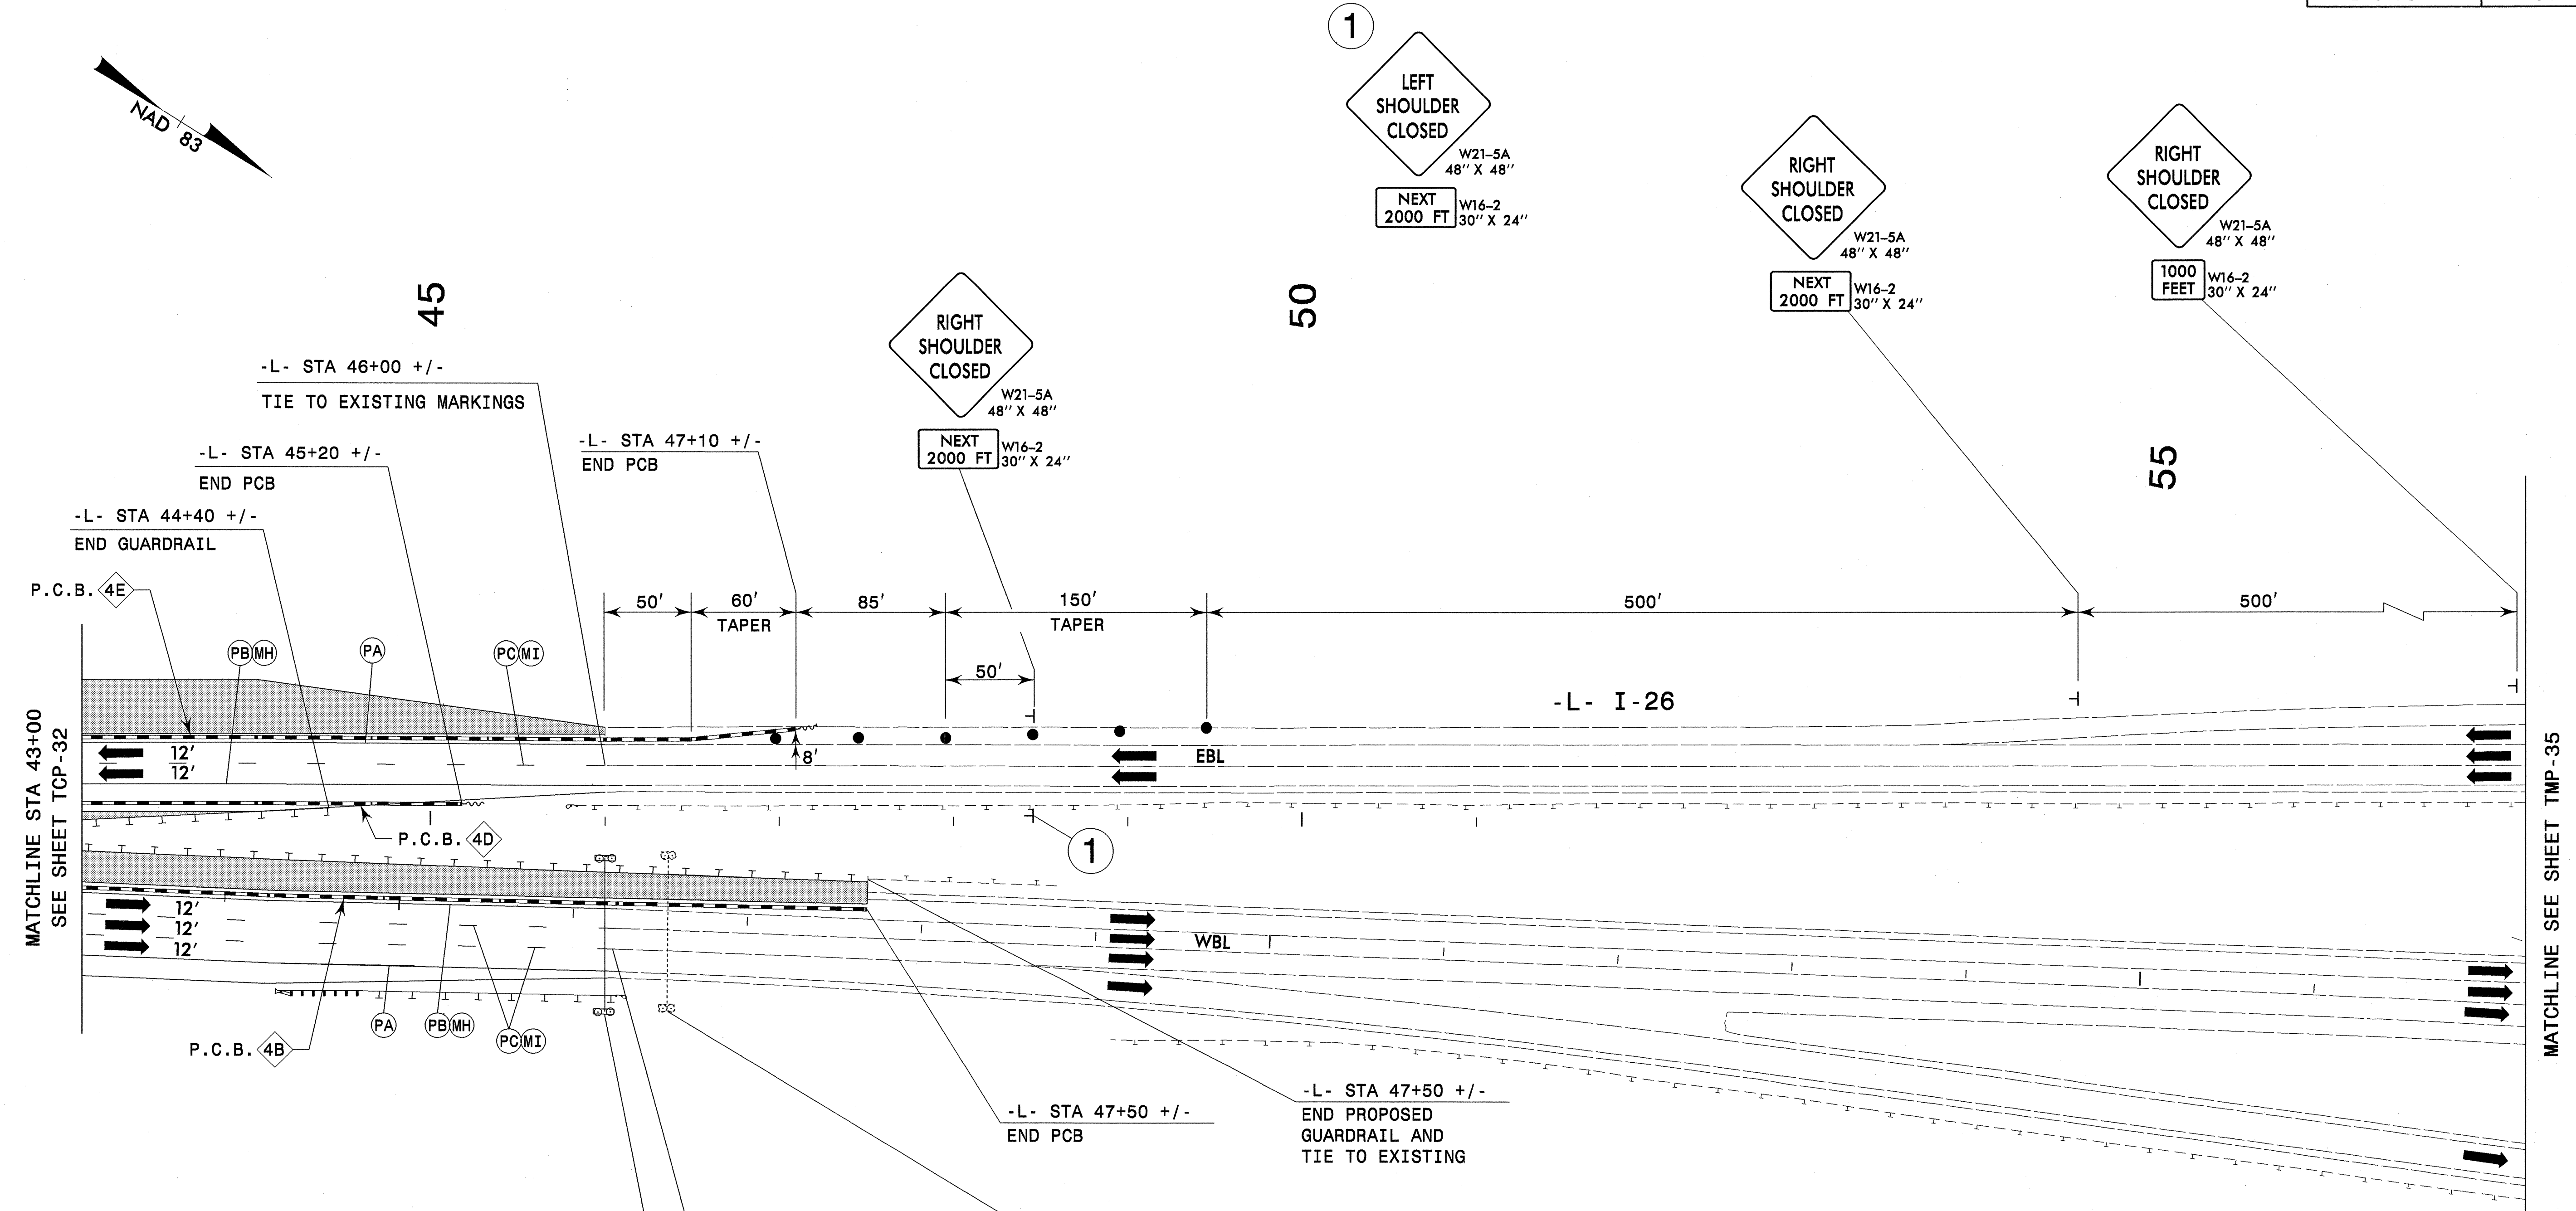 1
LEFT
SHOULDER
CLOSED
W21-5A
48" X 48"
NEXT
2000 FT
W16-2
30" X 24"
RIGHT
SHOULDER
CLOSED
W21-5A
48" X 48"
NEXT
2000 FT
W16-2
30" X 24"
RIGHT
SHOULDER
CLOSED
W21-5A
48" X 48"
1000
FEET
W16-2
30" X 24"
NAD 83
RIGHT
SHOULDER
CLOSED
W21-5A
48" X 48"
NEXT
2000 FT
W16-2
30" X 24"
45
50
55
-L- STA 46+00 +/-
TIE TO EXISTING MARKINGS
-L- STA 45+20 +/-
END PCB
-L- STA 47+10 +/-
END PCB
-L- STA 44+40 +/-
END GUARDRAIL
P.C.B. 4E
50'
60'
TAPER
85'
150'
TAPER
500'
500'
50'
PB MH
PA
PC MI
-L- I-26
12'
12'
8'
EBL
P.C.B. 4D
1
12'
12'
12'
WBL
PA
PB MH
PC MI
P.C.B. 4B
-L- STA 47+50 +/-
END PCB
-L- STA 47+50 +/-
END PROPOSED
GUARDRAIL AND
TIE TO EXISTING
MATCHLINE STA 43+00
SEE SHEET TCP-32
MATCHLINE SEE SHEET TMP-35